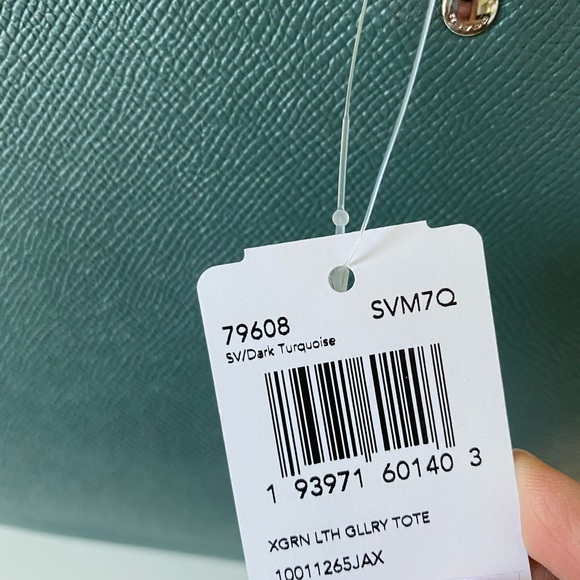 79608 SVM7Q
SV/Dark Turquoise
1 93971 60140 3
XGRN LTH GLLRY TOTE
10011265JAX